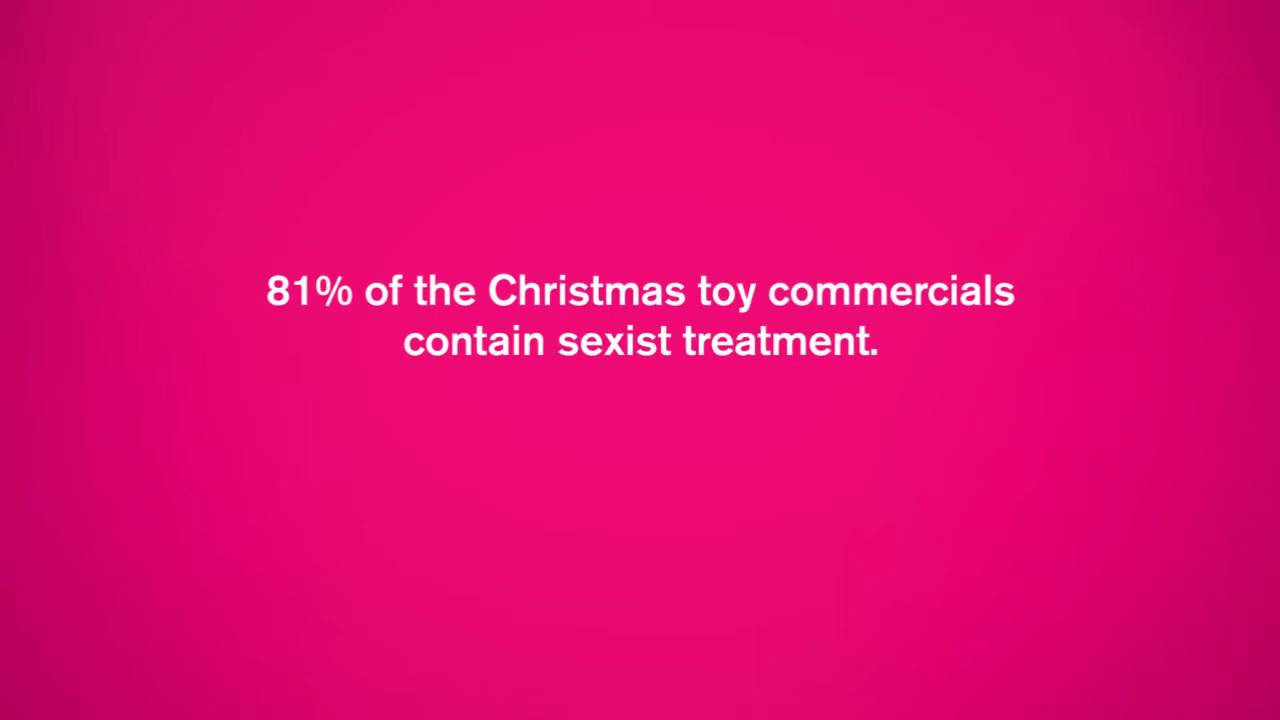 81% of the Christmas toy commercials
contain sexist treatment.